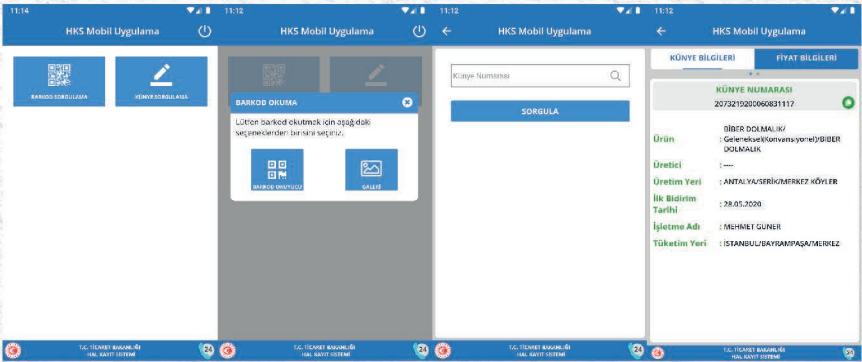 11:14
HKS Mobil Uygulama
BARKOD SORGULAMA
KÜNYE SORGULAMA
T.C. TİCARET BAKANLIĞI
HAL KAYIT SİSTEMİ
24
11:12
HKS Mobil Uygulama
BARKOD OKUMA
Lütfen barkod okutmak için aşağıdaki
seçeneklerden birisini seçiniz.
BARKOD OKUYUCU
GALERİ
T.C. TİCARET BAKANLIĞI
HAL KAYIT SİSTEMİ
24
11:12
HKS Mobil Uygulama
Künye Numarası
SORGULA
T.C. TİCARET BAKANLIĞI
HAL KAYIT SİSTEMİ
24
11:12
HKS Mobil Uygulama
KÜNYE BİLGİLERİ
FİYAT BİLGİLERİ
KÜNYE NUMARASI
2073219200060831117
Ürün : BİBER DOLMALIK/
Geleneksel(Konvansiyonel)/BİBER
DOLMALIK
Üretici : ----
Üretim Yeri : ANTALYA/SERİK/MERKEZ KÖYLER
İlk Bidirim
Tarihi : 28.05.2020
İşletme Adı : MEHMET GÜNER
Tüketim Yeri : İSTANBUL/BAYRAMPAŞA/MERKEZ
T.C. TİCARET BAKANLIĞI
HAL KAYIT SİSTEMİ
24